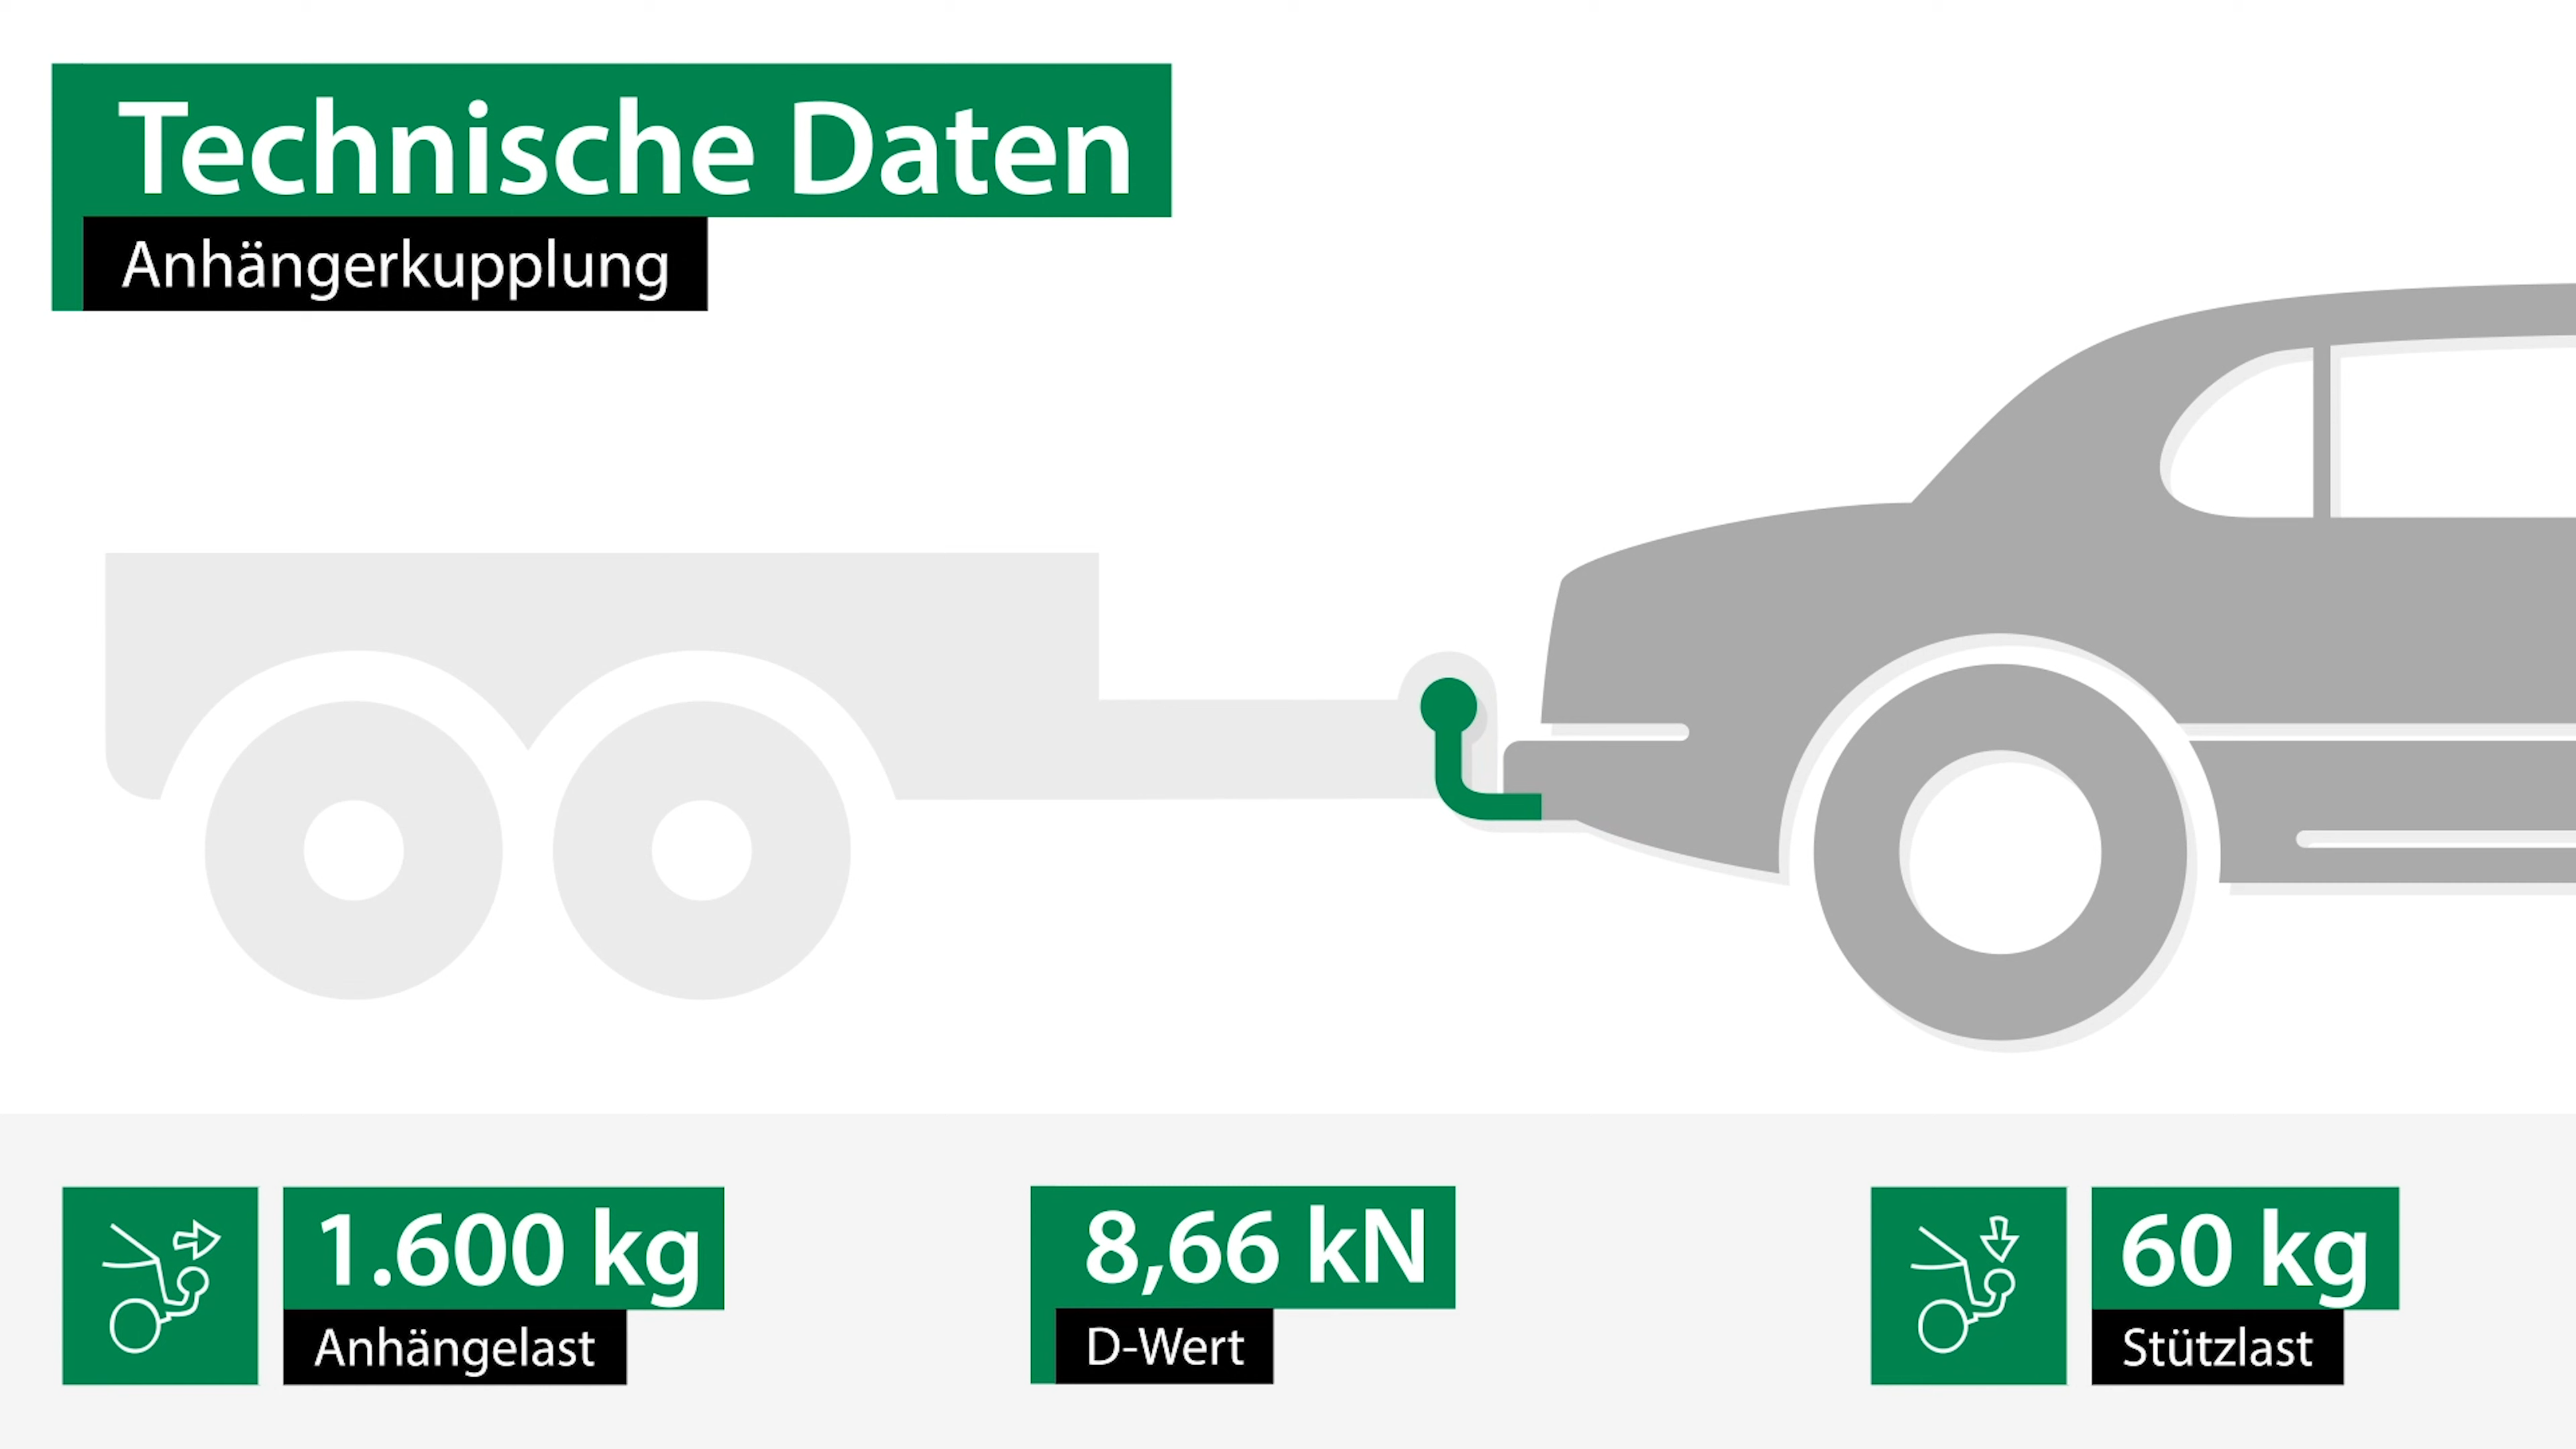 Technische Daten
Anhängerkupplung
1.600 kg
Anhängelast
8,66 kN
D-Wert
60 kg
Stützlast